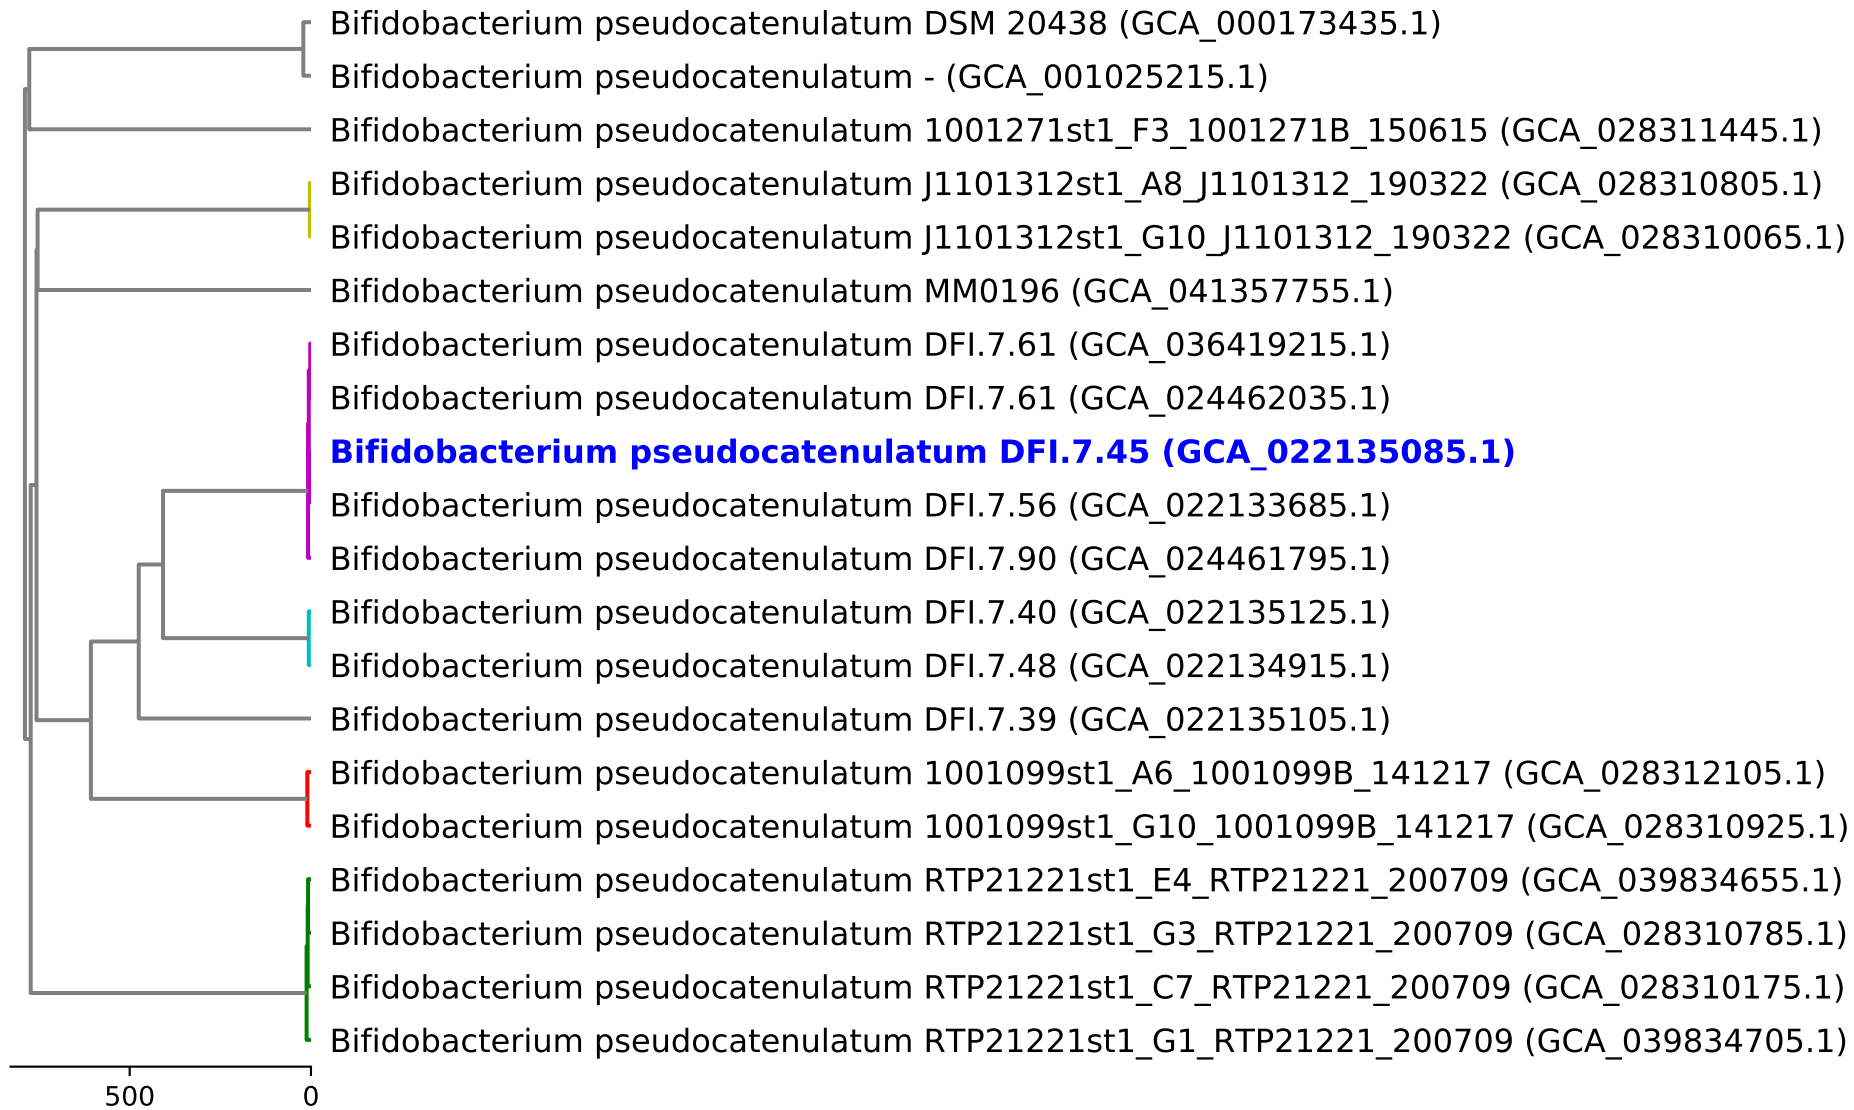 Bifidobacterium pseudocatenulatum DSM 20438 (GCA_000173435.1)
Bifidobacterium pseudocatenulatum - (GCA_001025215.1)
Bifidobacterium pseudocatenulatum 1001271st1_F3_1001271B_150615 (GCA_028311445.1)
Bifidobacterium pseudocatenulatum J1101312st1_A8_J1101312_190322 (GCA_028310805.1)
Bifidobacterium pseudocatenulatum J1101312st1_G10_J1101312_190322 (GCA_028310065.1)
Bifidobacterium pseudocatenulatum MM0196 (GCA_041357755.1)
Bifidobacterium pseudocatenulatum DFI.7.61 (GCA_036419215.1)
Bifidobacterium pseudocatenulatum DFI.7.61 (GCA_024462035.1)
Bifidobacterium pseudocatenulatum DFI.7.45 (GCA_022135085.1)
Bifidobacterium pseudocatenulatum DFI.7.56 (GCA_022133685.1)
Bifidobacterium pseudocatenulatum DFI.7.90 (GCA_024461795.1)
Bifidobacterium pseudocatenulatum DFI.7.40 (GCA_022135125.1)
Bifidobacterium pseudocatenulatum DFI.7.48 (GCA_022134915.1)
Bifidobacterium pseudocatenulatum DFI.7.39 (GCA_022135105.1)
Bifidobacterium pseudocatenulatum 1001099st1_A6_1001099B_141217 (GCA_028312105.1)
Bifidobacterium pseudocatenulatum 1001099st1_G10_1001099B_141217 (GCA_028310925.1)
Bifidobacterium pseudocatenulatum RTP21221st1_E4_RTP21221_200709 (GCA_039834655.1)
Bifidobacterium pseudocatenulatum RTP21221st1_G3_RTP21221_200709 (GCA_028310785.1)
Bifidobacterium pseudocatenulatum RTP21221st1_C7_RTP21221_200709 (GCA_028310175.1)
Bifidobacterium pseudocatenulatum RTP21221st1_G1_RTP21221_200709 (GCA_039834705.1)
500 0